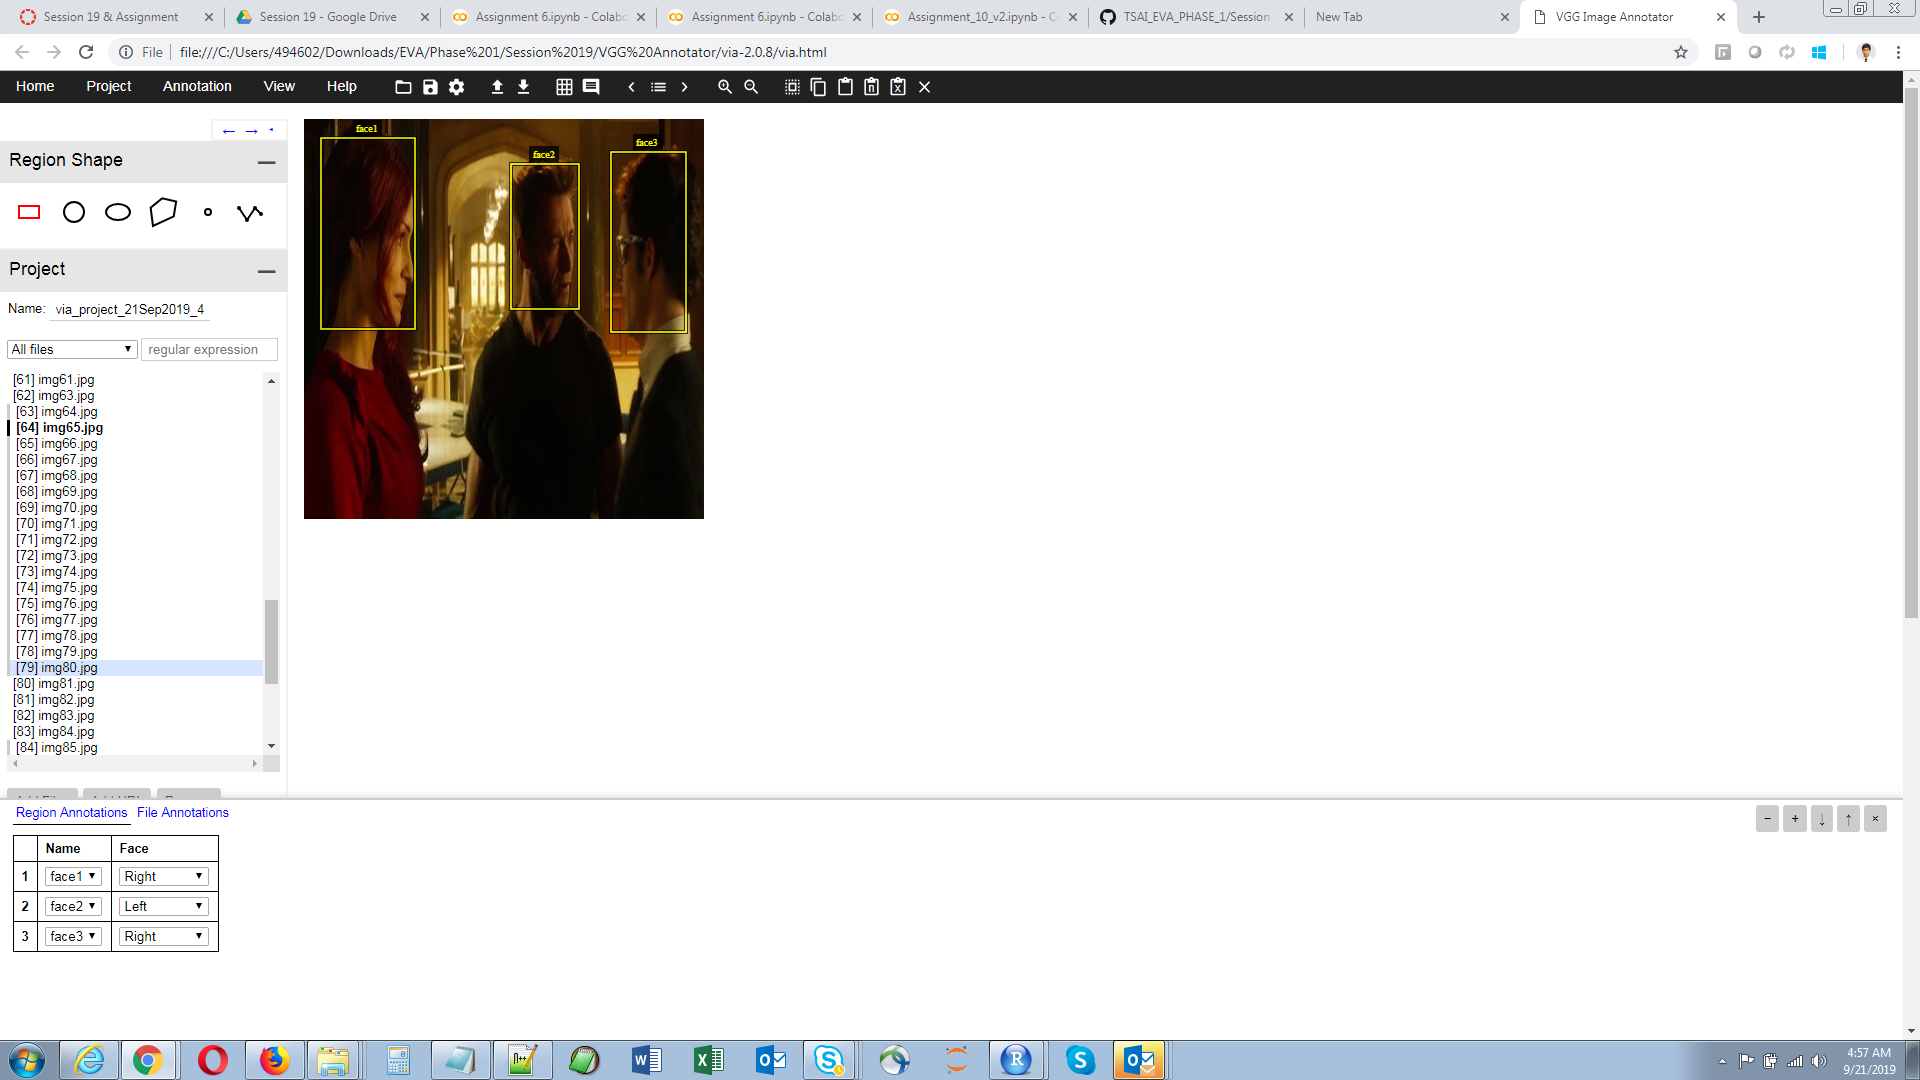 Session 19 & Assignment
Session 19 - Google Drive
Assignment 6.ipynb - Colabo
Assignment 6.ipynb - Colabo
Assignment_10_v2.ipynb - Co
TSAI_EVA_PHASE_1/Session
New Tab
VGG Image Annotator
File
file:///C:/Users/494602/Downloads/EVA/Phase%201/Session%2019/VGG%20Annotator/via-2.0.8/via.html
Home Project Annotation View Help
← →
Region Shape
Project
Name: via_project_21Sep2019_4
All files
regular expression
[61] img61.jpg
[62] img63.jpg
[63] img64.jpg
[64] img65.jpg
[65] img66.jpg
[66] img67.jpg
[67] img68.jpg
[68] img69.jpg
[69] img70.jpg
[70] img71.jpg
[71] img72.jpg
[72] img73.jpg
[73] img74.jpg
[74] img75.jpg
[75] img76.jpg
[76] img77.jpg
[77] img78.jpg
[78] img79.jpg
[79] img80.jpg
[80] img81.jpg
[81] img82.jpg
[82] img83.jpg
[83] img84.jpg
[84] img85.jpg
face1
face2
face3
Region Annotations File Annotations
− + ↓ ↑ ×
Name Face
1 face1 Right
2 face2 Left
3 face3 Right
4:57 AM
9/21/2019